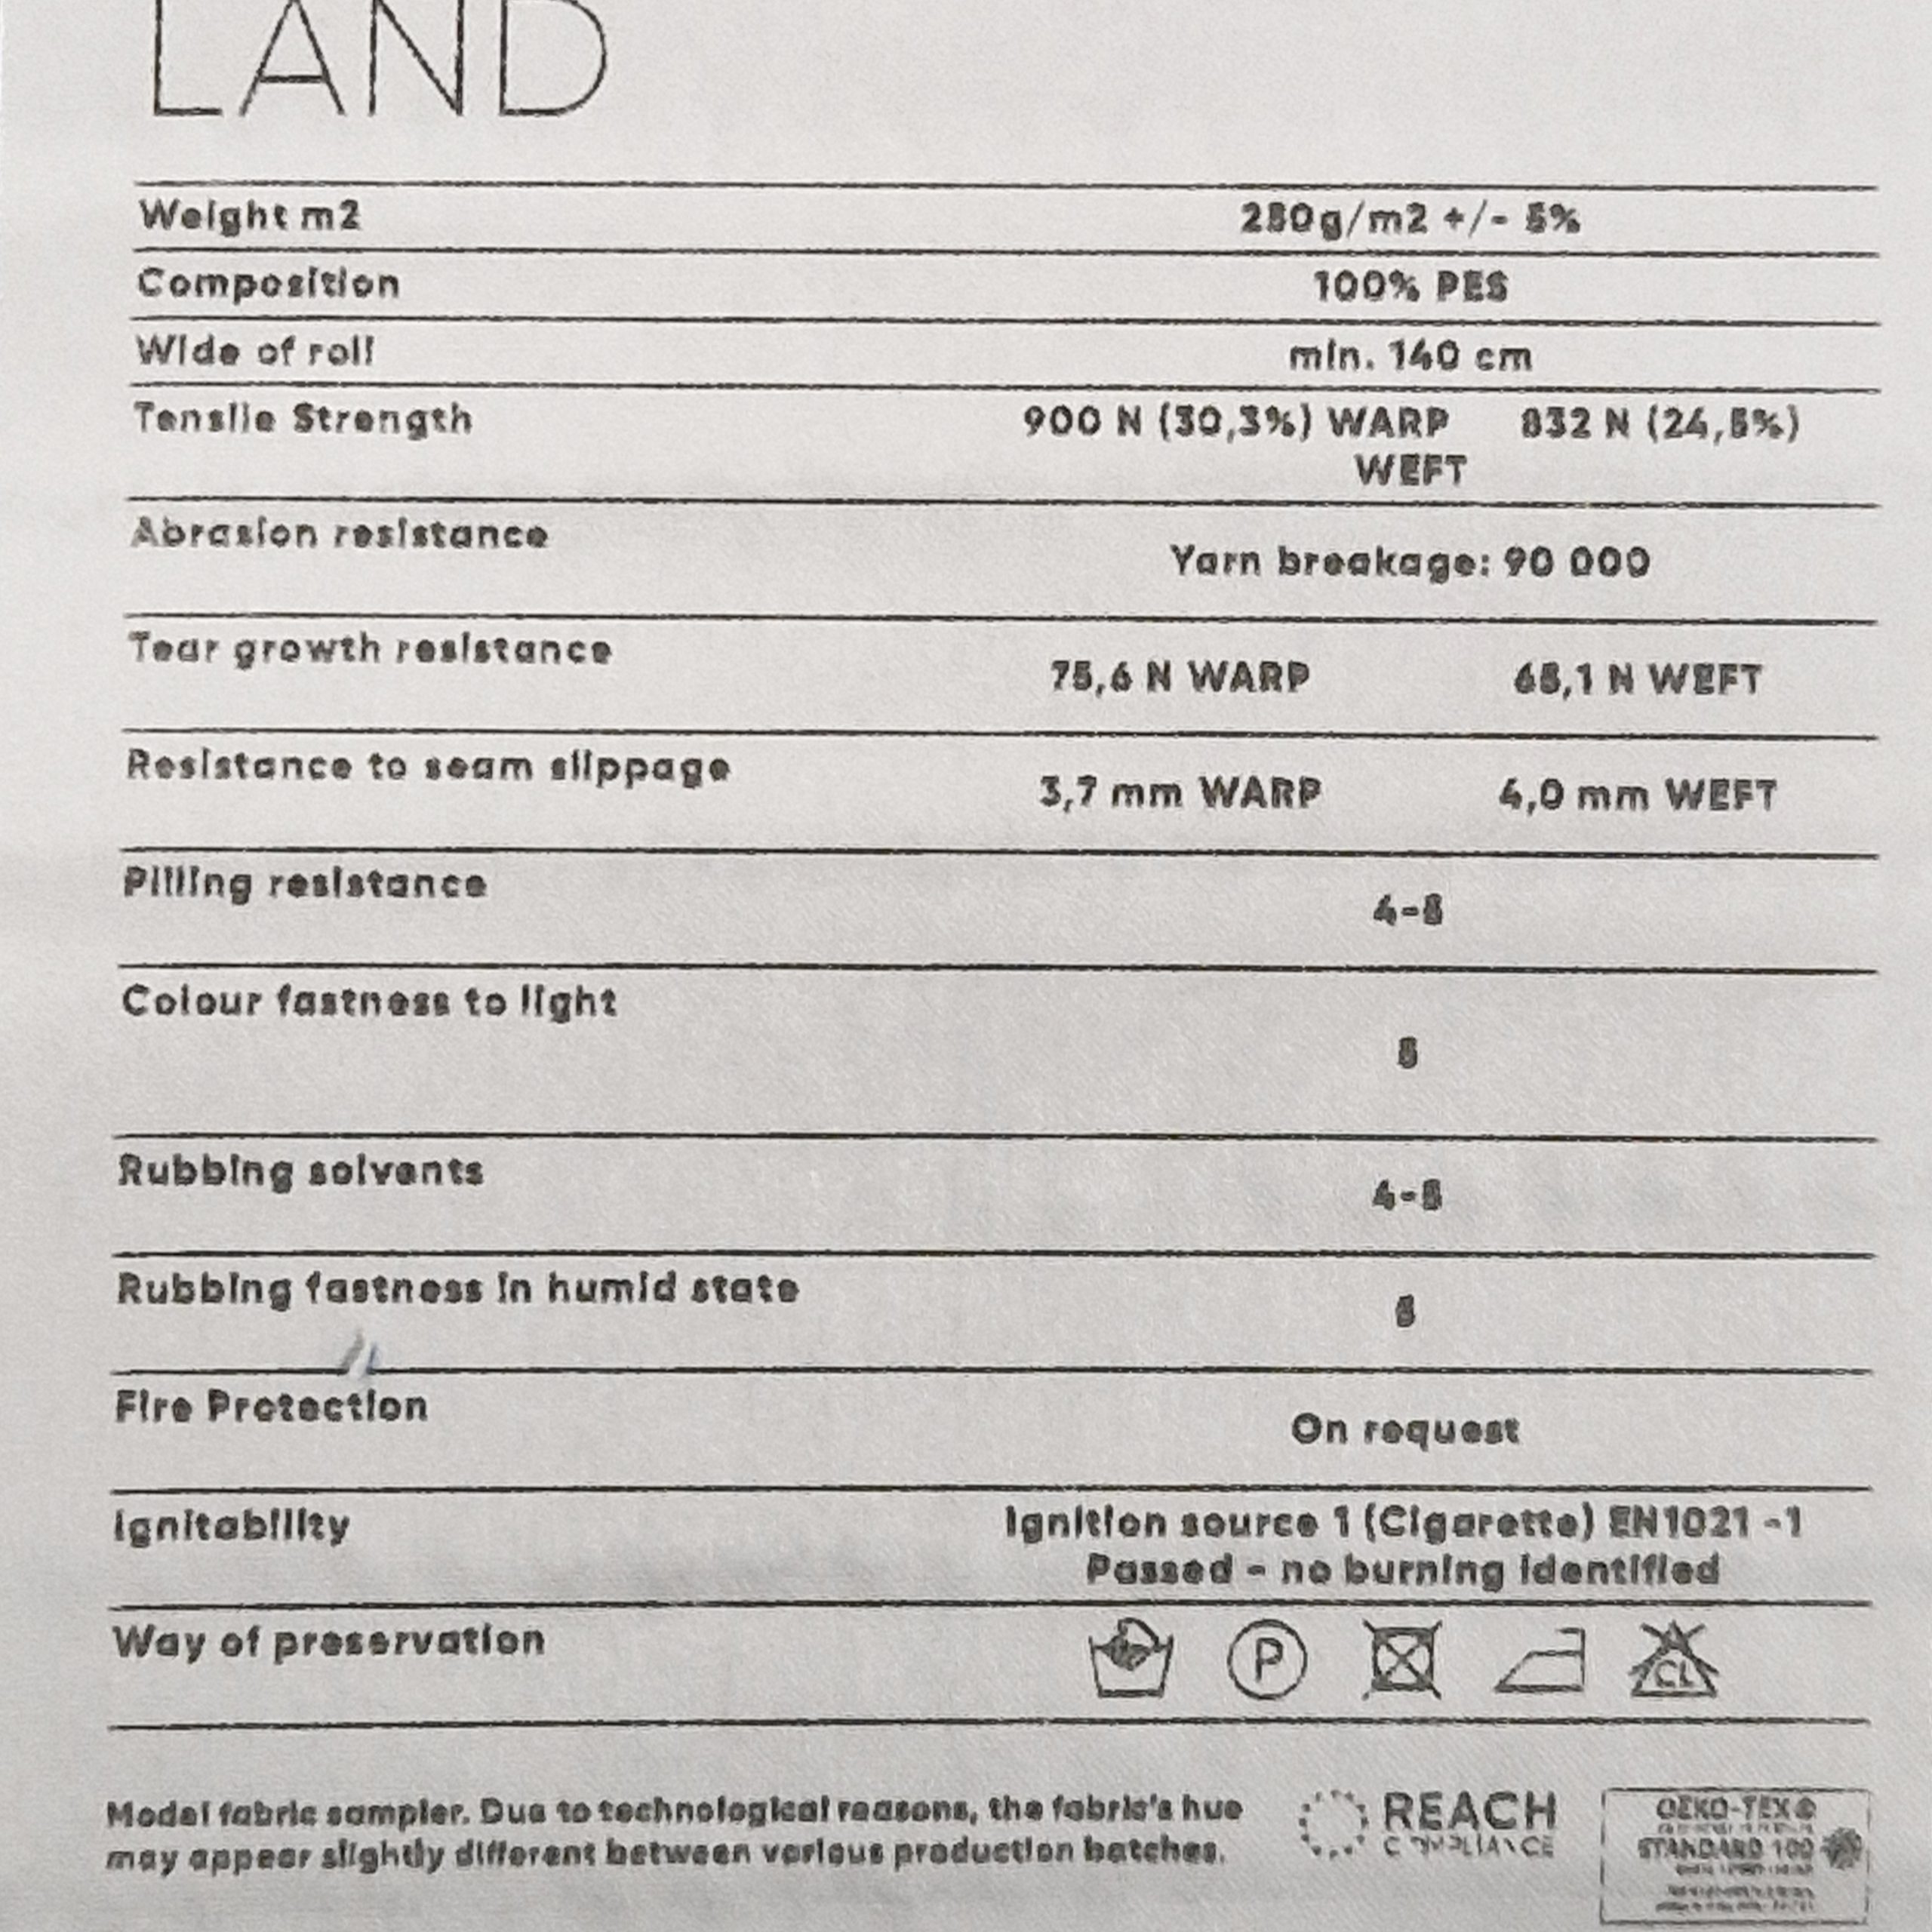 LAND
Weight m2 280g/m2 +/- 5%
Composition 100% PES
Wide of roll min. 140 cm
Tensile Strength 900 N (30,3%) WARP 832 N (24,5%)
WEFT
Abrasion resistance
Yarn breakage: 90 000
Tear growth resistance
75,6 N WARP 65,1 N WEFT
Resistance to seam slippage
3,7 mm WARP 4,0 mm WEFT
Pilling resistance
4-5
Colour fastness to light
5
Rubbing solvents
4-5
Rubbing fastness in humid state
5
Fire Protection
On request
Ignitability Ignition source 1 (Cigarette) EN1021 -1
Passed - no burning identified
Way of preservation
P
CL
Model fabric sampler. Due to technological reasons, the fabric's hue
may appear slightly different between various production batches.
REACH
COMPLIANCE
OEKO-TEX®
STANDARD 100